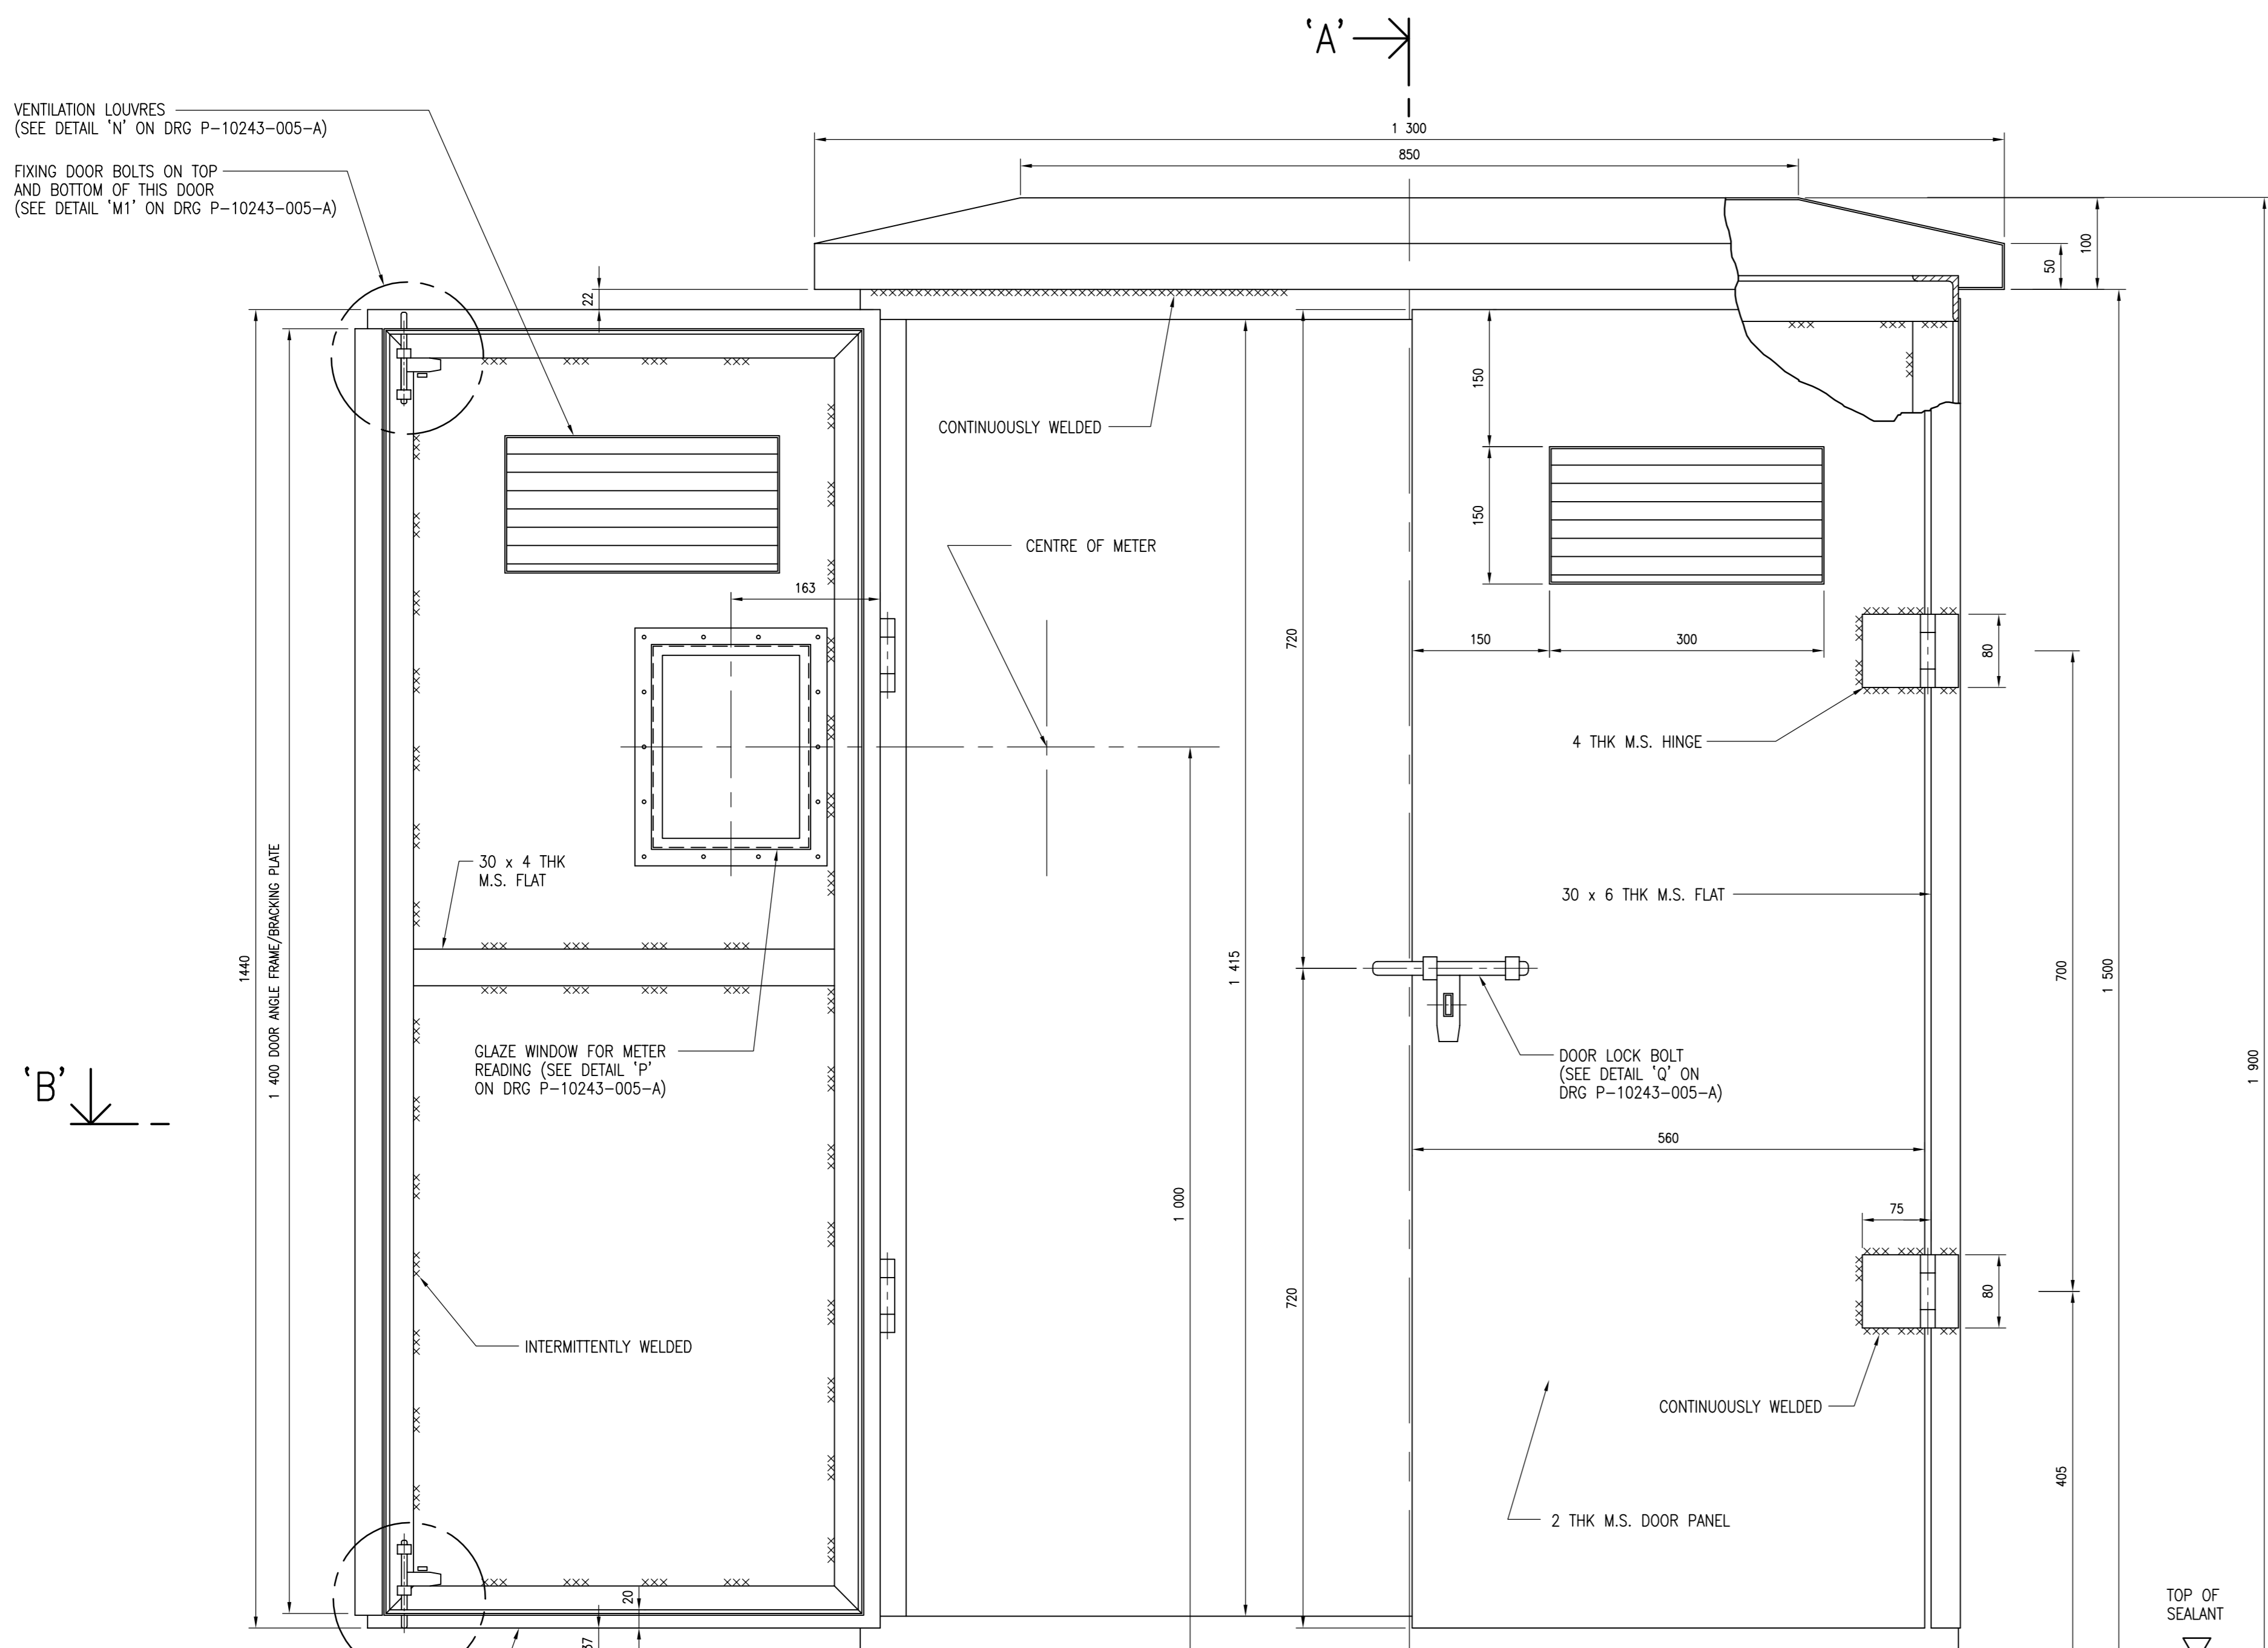 'A'
VENTILATION LOUVRES
(SEE DETAIL 'N' ON DRG P-10243-005-A)
FIXING DOOR BOLTS ON TOP
AND BOTTOM OF THIS DOOR
(SEE DETAIL 'M1' ON DRG P-10243-005-A)
1 300
850
100
50
22
150
CONTINUOUSLY WELDED
150
CENTRE OF METER
163
720
150
300
80
4 THK M.S. HINGE
30 x 4 THK
M.S. FLAT
30 x 6 THK M.S. FLAT
1440
1 400 DOOR ANGLE FRAME/BRACKING PLATE
1 415
700
1 500
1 900
GLAZE WINDOW FOR METER
READING (SEE DETAIL 'P'
ON DRG P-10243-005-A)
DOOR LOCK BOLT
(SEE DETAIL 'Q' ON
DRG P-10243-005-A)
'B'
560
1 000
75
720
80
INTERMITTENTLY WELDED
CONTINUOUSLY WELDED
405
2 THK M.S. DOOR PANEL
20
TOP OF
SEALANT